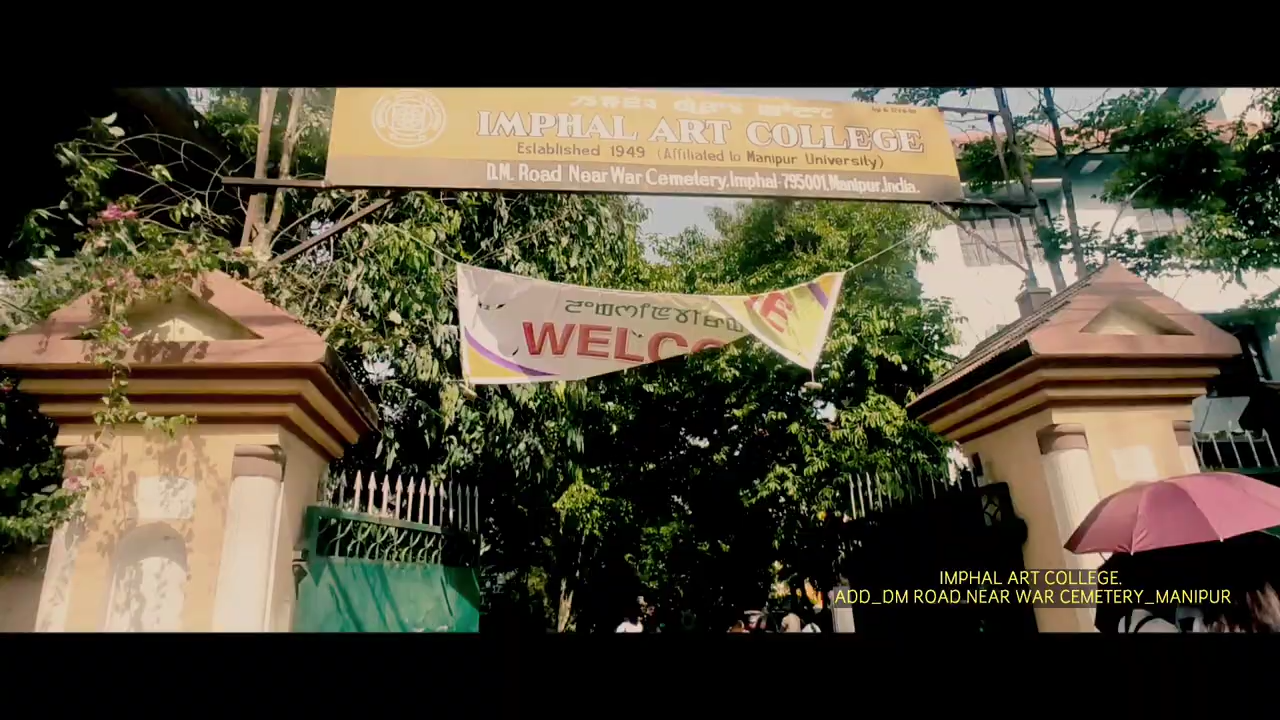 IMPHAL ART COLLEGE
Established 1949 (Affiliated to Manipur University)
D.M. Road Near War Cemetery, Imphal-795001, Manipur, India.
WELCO
IMPHAL ART COLLEGE.
ADD_DM ROAD.NEAR WAR CEMETERY_MANIPUR